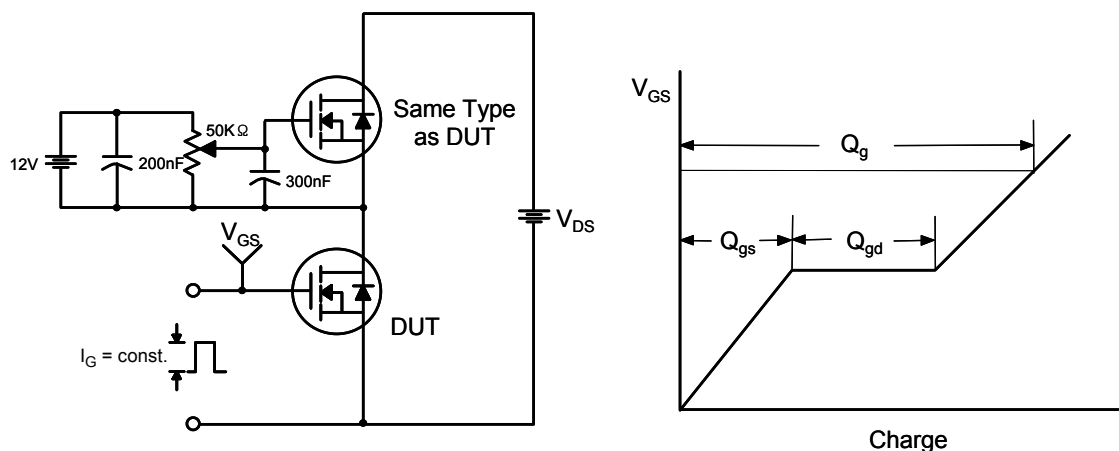 12V
200nF
50KΩ
300nF
Same Type
as DUT
V_DS
V_GS
DUT
I_G = const.
V_GS
Q_g
Q_gs
Q_gd
Charge